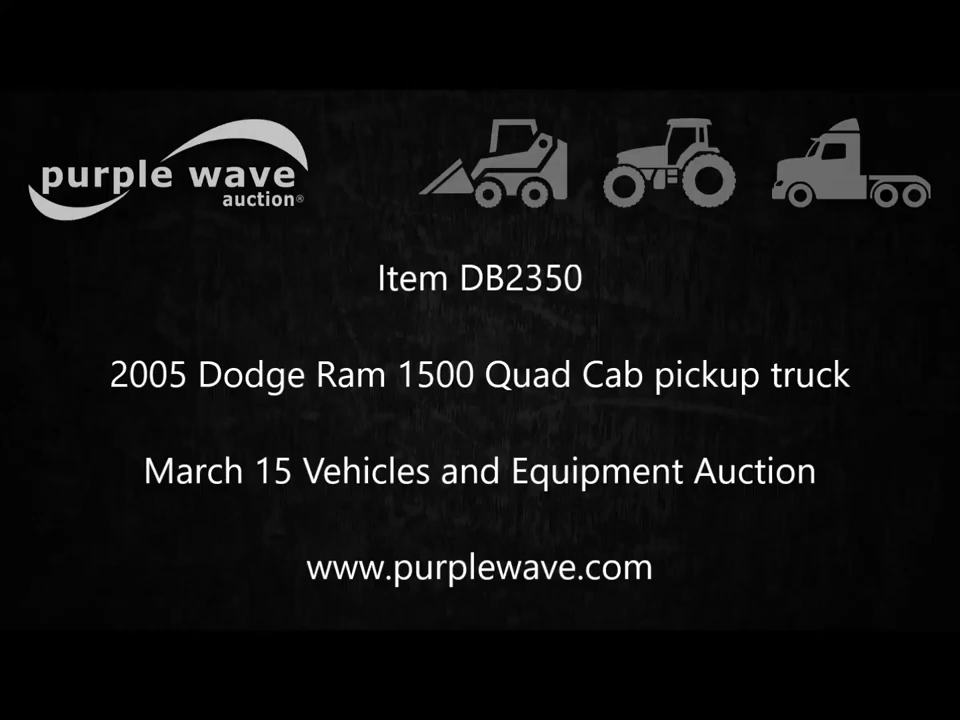 purple wave
auction®
Item DB2350
2005 Dodge Ram 1500 Quad Cab pickup truck
March 15 Vehicles and Equipment Auction
www.purplewave.com